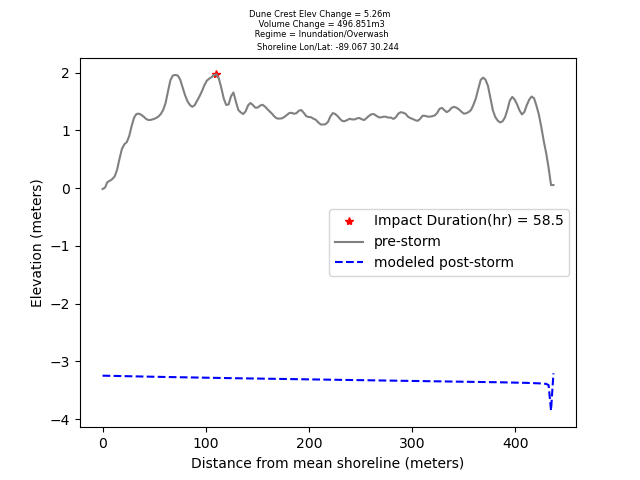 Dune Crest Elev Change = 5.26m
Volume Change = 496.851m3
Regime = Inundation/Overwash
Shoreline Lon/Lat: -89.067 30.244
2
1
0
−1
−2
−3
−4
Elevation (meters)
Impact Duration(hr) = 58.5
pre-storm
modeled post-storm
0 100 200 300 400
Distance from mean shoreline (meters)